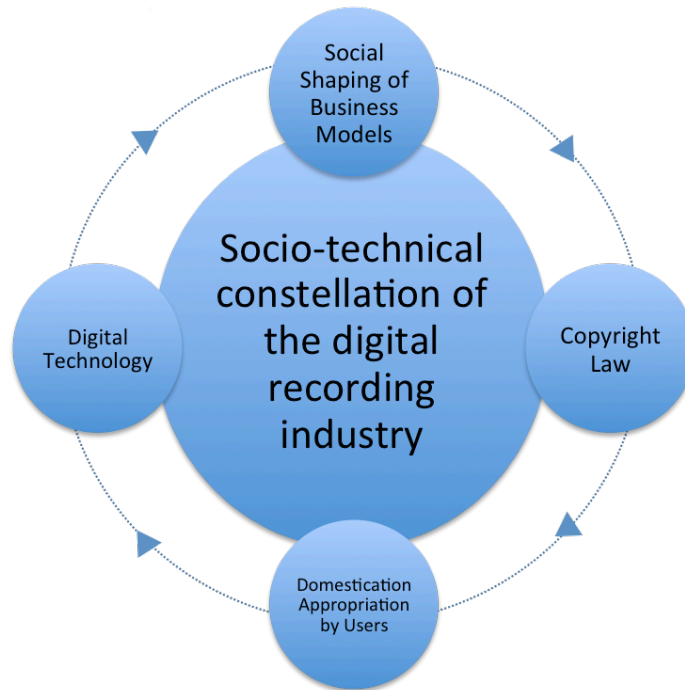 Social
Shaping of
Business
Models
Socio-technical
constellation of
the digital
recording
industry
Digital
Technology
Copyright
Law
Domestication
Appropriation
by Users